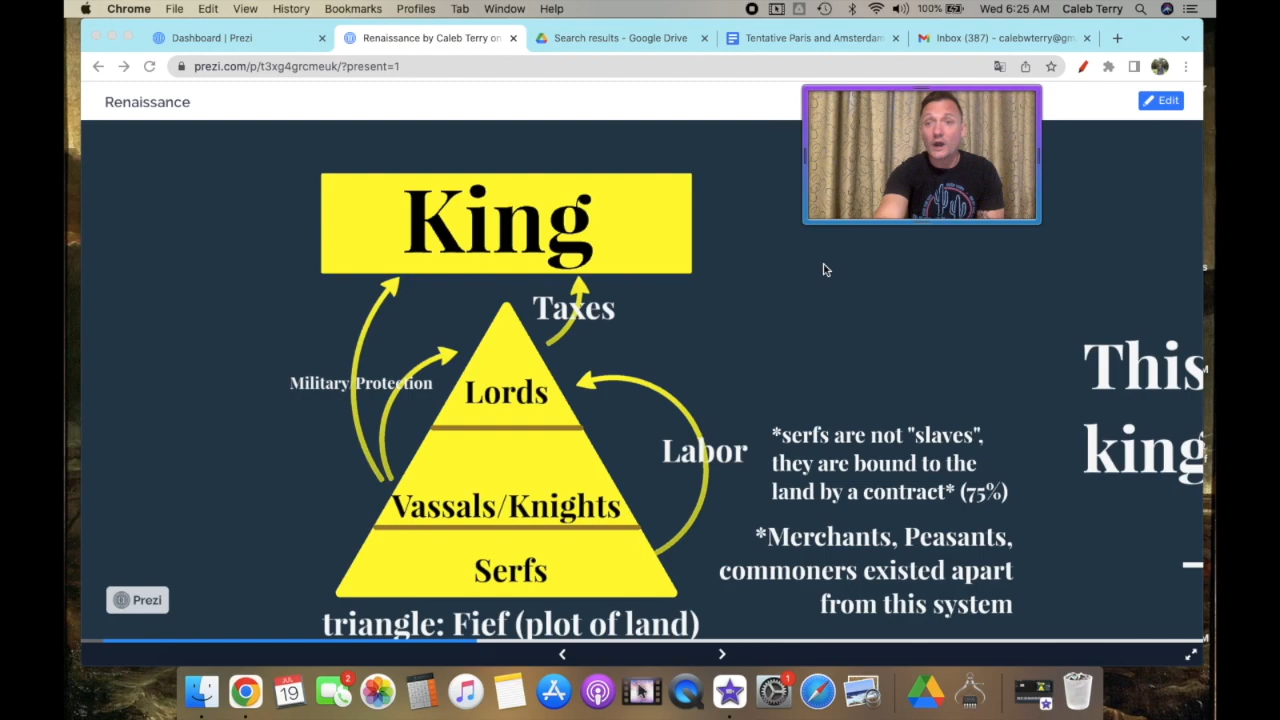 Chrome File Edit View History Bookmarks Profiles Tab Window Help 100% Wed 6:25 AM Caleb Terry
Dashboard | Prezi
Renaissance by Caleb Terry on
Search results - Google Drive
Tentative Paris and Amsterdam
Inbox (387) - calebwterry@gm
prezi.com/p/t3xg4grcmeuk/?present=1
Renaissance
Edit
King
Taxes
Military Protection
Lords
This
Labor
*serfs are not "slaves",
they are bound to the
land by a contract* (75%)
king
Vassals/Knights
*Merchants, Peasants,
commoners existed apart
from this system
Serfs
Prezi
triangle: Fief (plot of land)
JUL
19
2
1